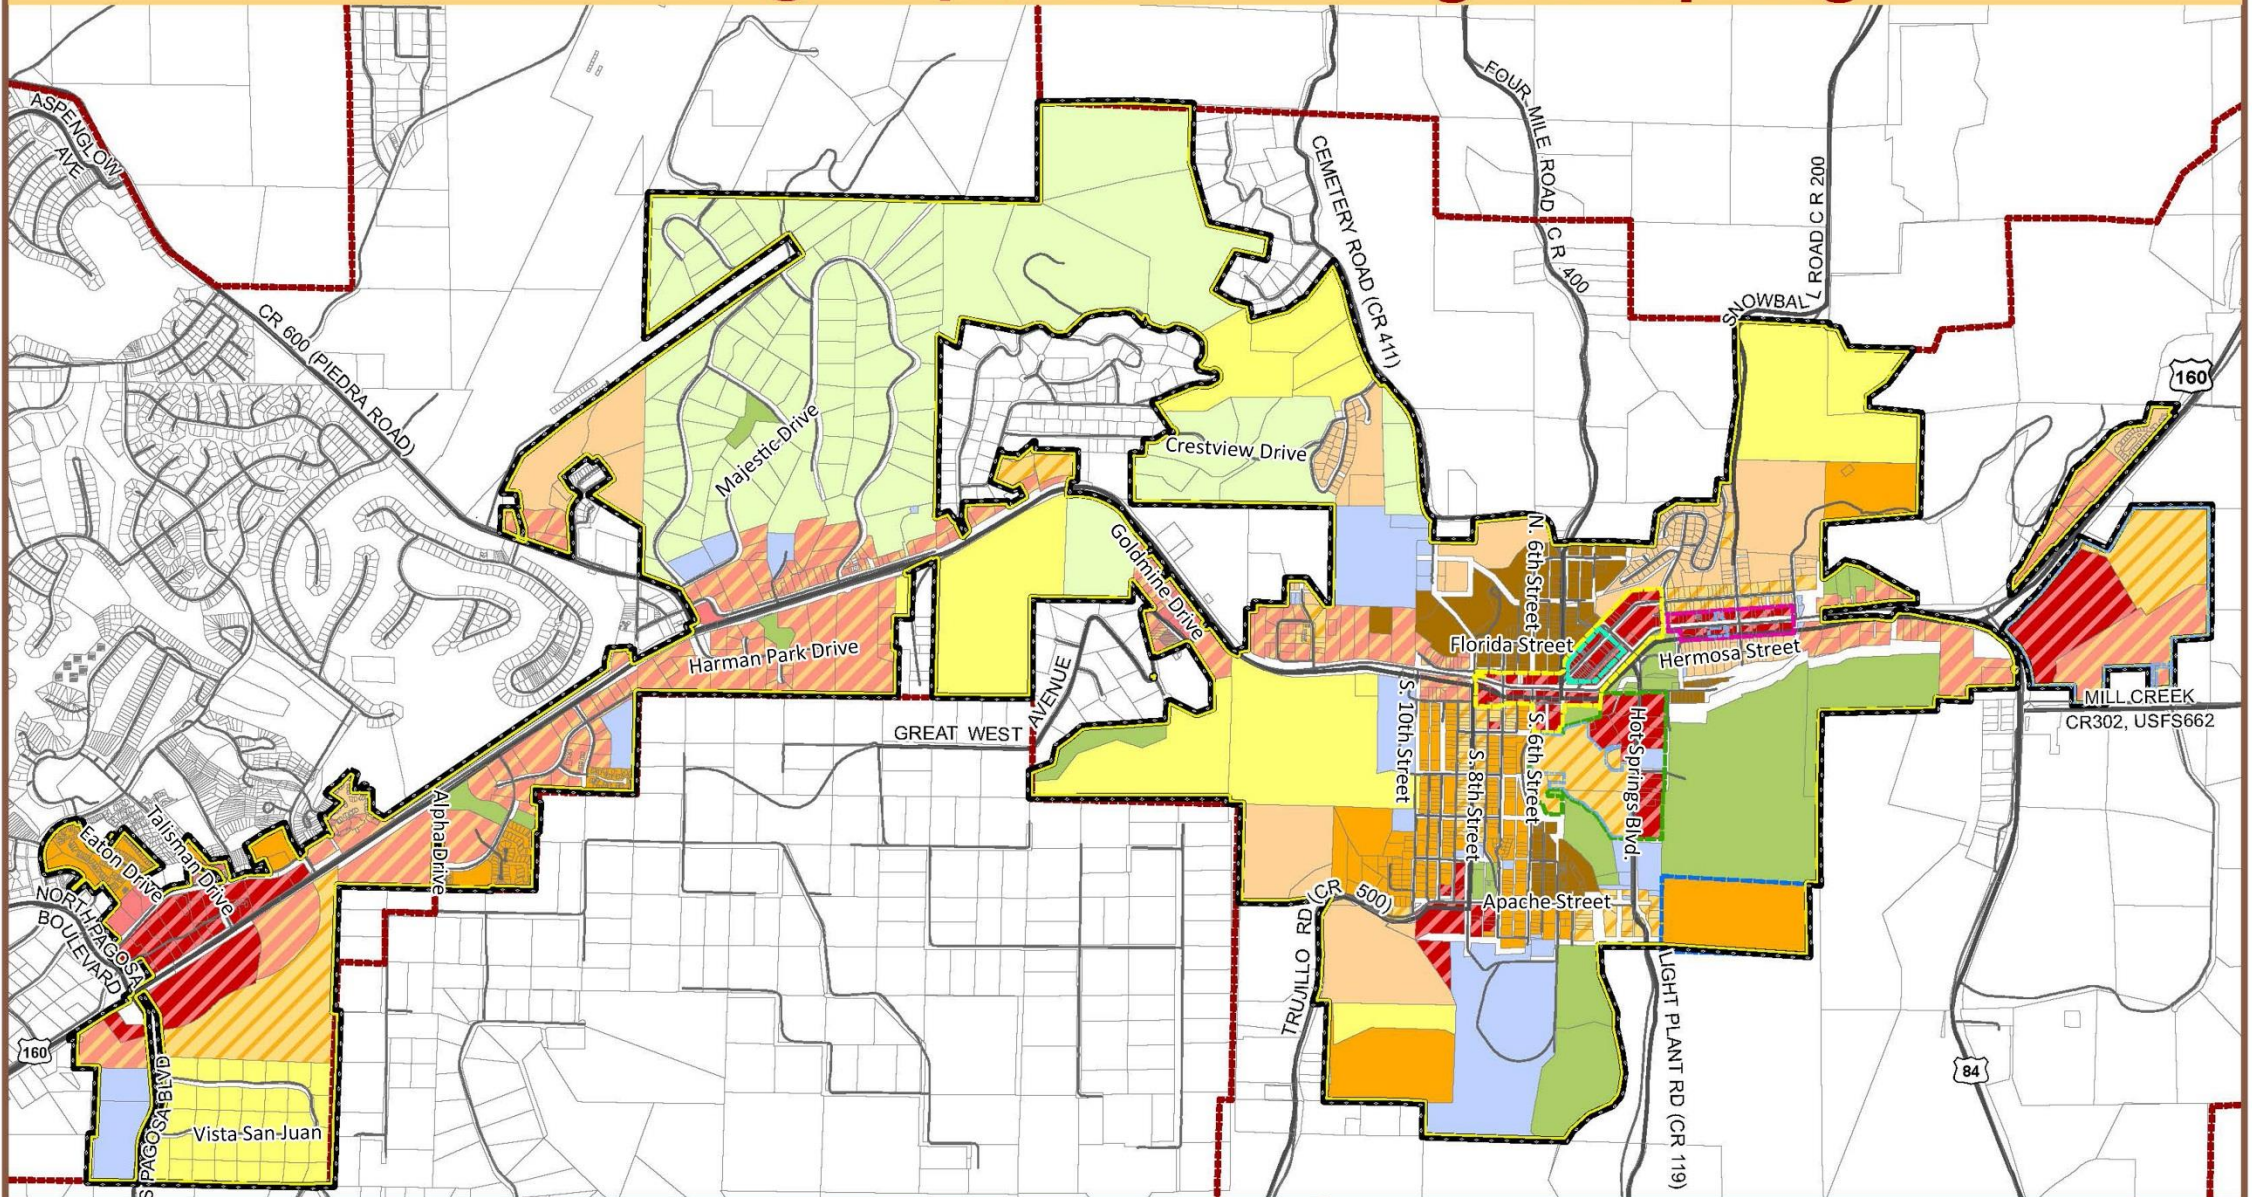 ASPENGLOW
AVE
CR 600 (PIEDRA ROAD)
CEMETERY ROAD (CR 411)
FOUR MILE ROAD C R 400
SNOWBAL
L ROAD C R 200
160
Majestic Drive
Crestview Drive
Goldmine Drive
N. 6th Street
Florida Street
Hermosa Street
Harman Park Drive
GREAT WEST
AVENUE
MILL CREEK
CR302, USFS662
S. 10th Street
S. 8th Street
S. 6th Street
Hot Springs Blvd.
Alpha Drive
Talisman Drive
Eaton Drive
NORTH PAGOSA
BOULEVARD
Apache Street
TRUJILLO RD (CR 500)
LIGHT PLANT RD (CR 119)
160
84
S PAGOSA BLVD
Vista San Juan